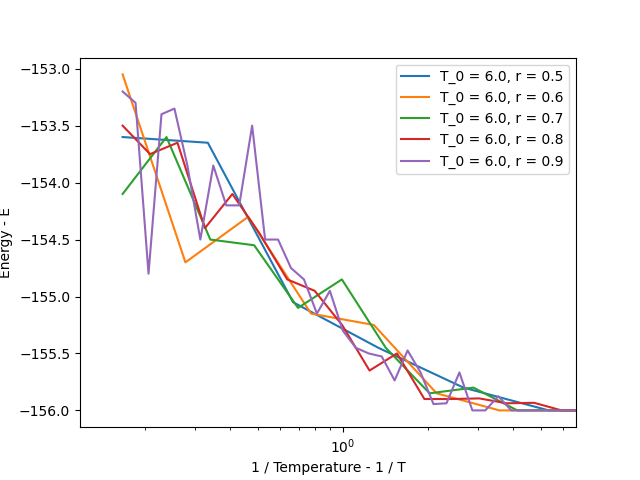 −153.0
−153.5
−154.0
−154.5
−155.0
−155.5
−156.0
Energy - E
10^0
1 / Temperature - 1 / T
T_0 = 6.0, r = 0.5
T_0 = 6.0, r = 0.6
T_0 = 6.0, r = 0.7
T_0 = 6.0, r = 0.8
T_0 = 6.0, r = 0.9